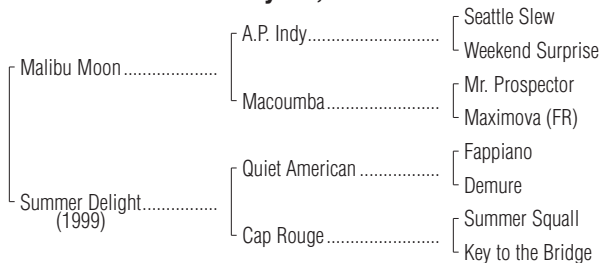 Seattle Slew
A.P. Indy
Weekend Surprise
Malibu Moon
Mr. Prospector
Macoumba
Maximova (FR)
Fappiano
Quiet American
Demure
Summer Delight
(1999)
Summer Squall
Cap Rouge
Key to the Bridge